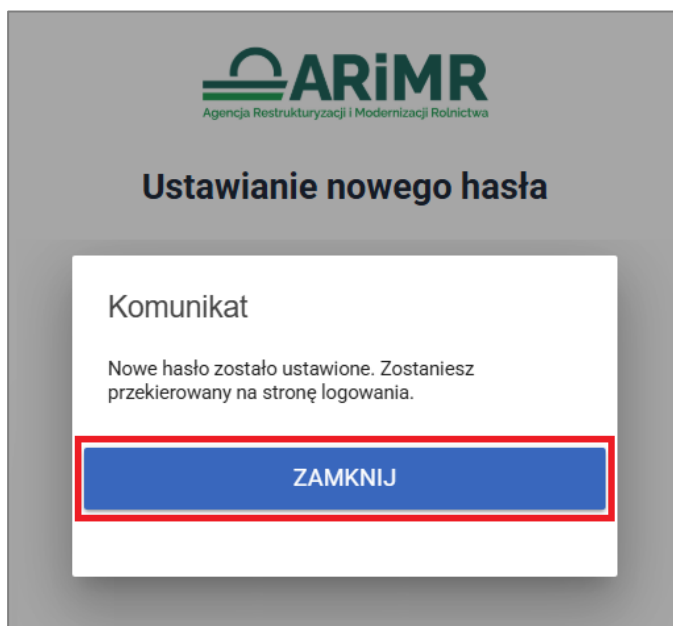 ARiMR
Agencja Restrukturyzacji i Modernizacji Rolnictwa
Ustawianie nowego hasła
Komunikat
Nowe hasło zostało ustawione. Zostaniesz
przekierowany na stronę logowania.
ZAMKNIJ